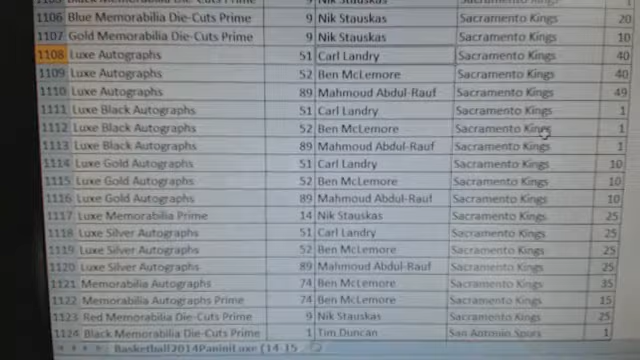 9 Nik Stauskas
1106 Blue Memorabilia Die-Cuts Prime 9 Nik Stauskas Sacramento Kings 20
1107 Gold Memorabilia Die-Cuts Prime 9 Nik Stauskas Sacramento Kings 10
1108 Luxe Autographs 51 Carl Landry Sacramento Kings 40
1109 Luxe Autographs 52 Ben McLemore Sacramento Kings 40
1110 Luxe Autographs 89 Mahmoud Abdul-Rauf Sacramento Kings 49
1111 Luxe Black Autographs 51 Carl Landry Sacramento Kings 1
1112 Luxe Black Autographs 52 Ben McLemore Sacramento Kings 1
1113 Luxe Black Autographs 89 Mahmoud Abdul-Rauf Sacramento Kings 1
1114 Luxe Gold Autographs 51 Carl Landry Sacramento Kings 10
1115 Luxe Gold Autographs 52 Ben McLemore Sacramento Kings 10
1116 Luxe Gold Autographs 89 Mahmoud Abdul-Rauf Sacramento Kings 10
1117 Luxe Memorabilia Prime 14 Nik Stauskas Sacramento Kings 25
1118 Luxe Silver Autographs 51 Carl Landry Sacramento Kings 25
1119 Luxe Silver Autographs 52 Ben McLemore Sacramento Kings 25
1120 Luxe Silver Autographs 89 Mahmoud Abdul-Rauf Sacramento Kings 25
1121 Memorabilia Autographs 74 Ben McLemore Sacramento Kings 35
1122 Memorabilia Autographs Prime 74 Ben McLemore Sacramento Kings 15
1123 Red Memorabilia Die-Cuts Prime 9 Nik Stauskas Sacramento Kings 25
1124 Black Memorabilia Die-Cuts Prime 1 Tim Duncan San Antonio Spurs 1
Basketball2014PaniniLuxe (14-15